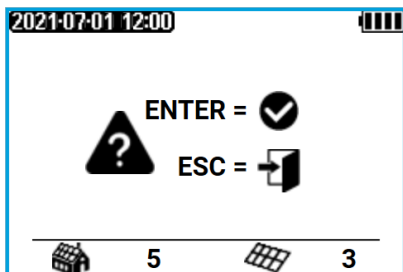 2021-07-01 12:00
ENTER =
?
ESC =
5 3